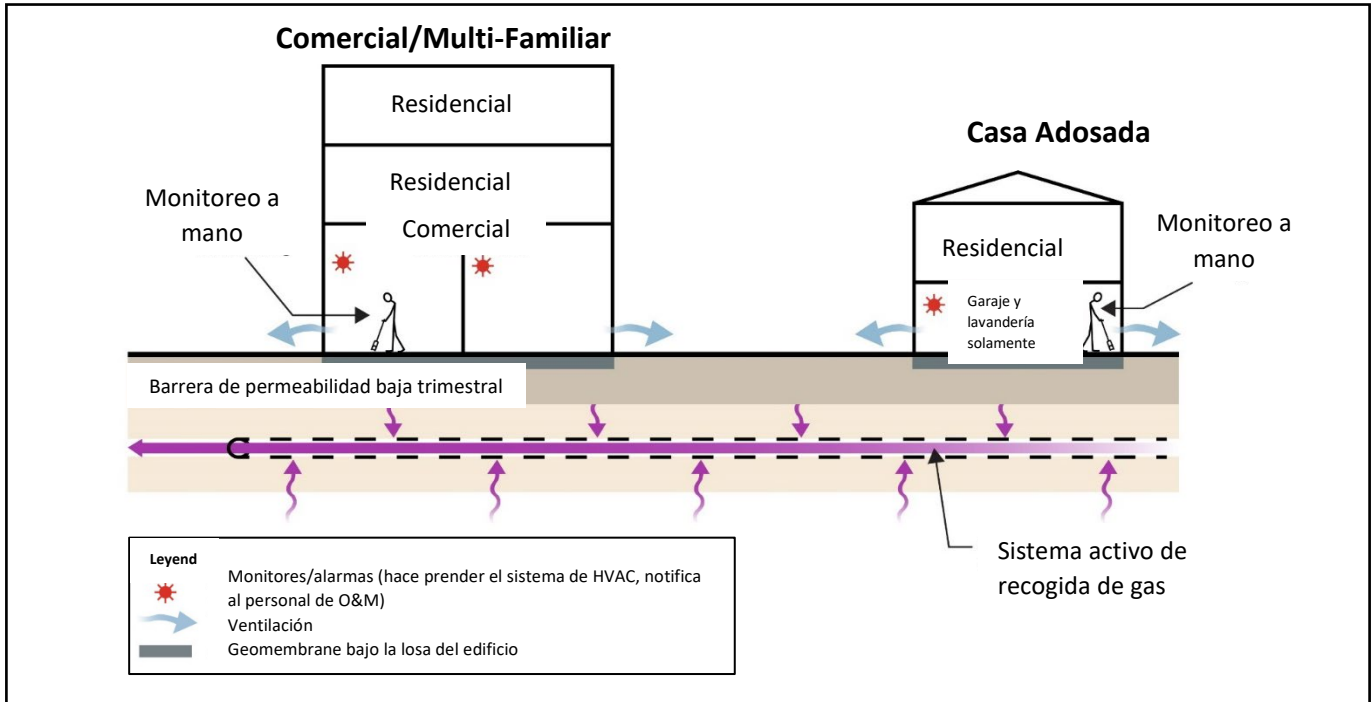 Comercial/Multi-Familiar
Residencial
Residencial
Comercial
Monitoreo a
mano
Casa Adosada
Residencial
Garaje y
lavandería
solamente
Monitoreo a
mano
Barrera de permeabilidad baja trimestral
Sistema activo de
recogida de gas
Leyend
Monitores/alarmas (hace prender el sistema de HVAC, notifica
al personal de O&M)
Ventilación
Geomembrane bajo la losa del edificio